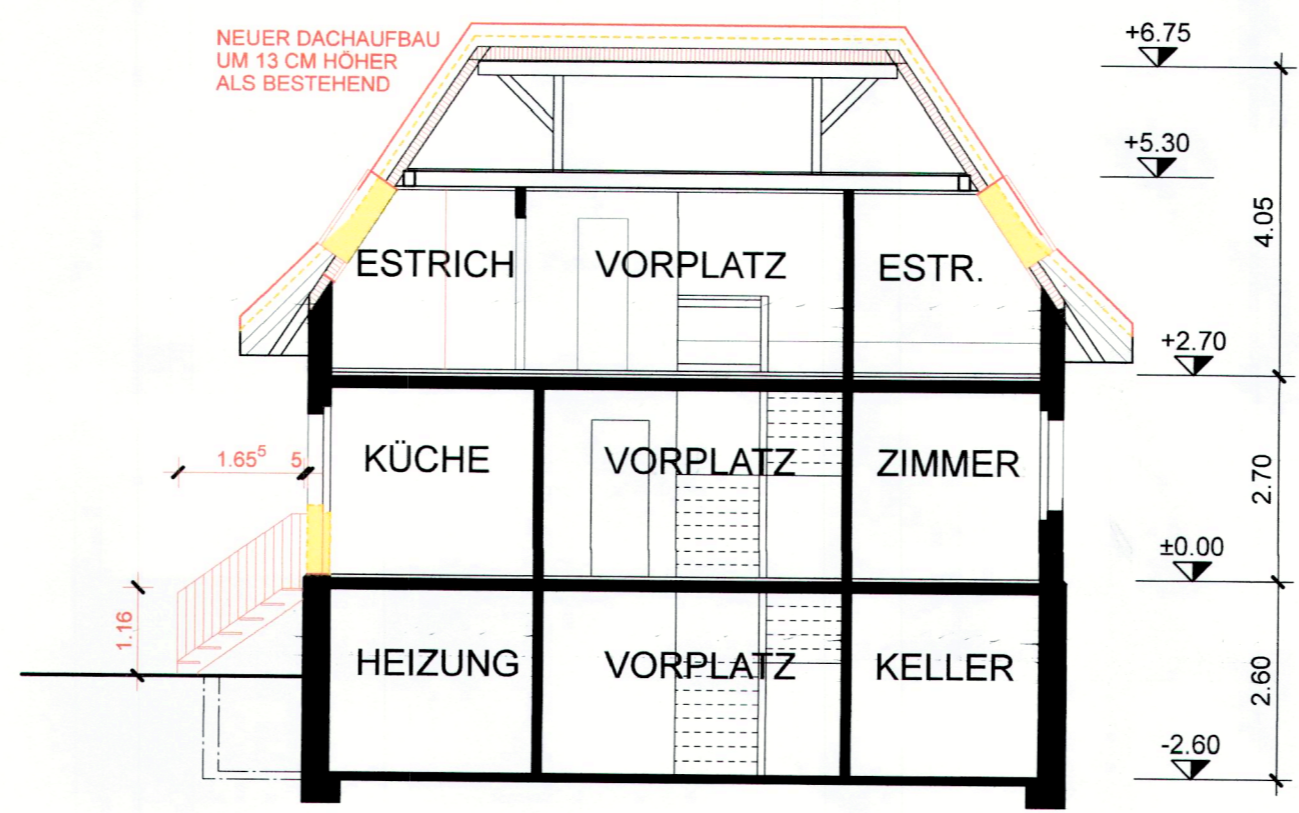 NEUER DACHAUFBAU
UM 13 CM HÖHER
ALS BESTEHEND
+6.75
+5.30
4.05
ESTRICH VORPLATZ ESTR.
+2.70
1.65⁵ 5
KÜCHE VORPLATZ ZIMMER
2.70
±0.00
1.16
HEIZUNG VORPLATZ KELLER
2.60
-2.60